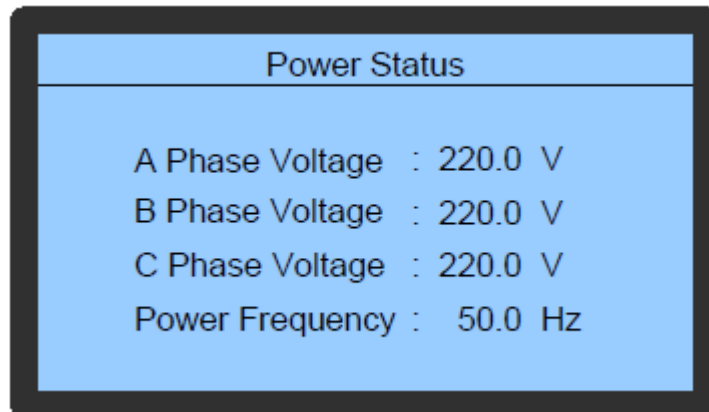 Power Status
A Phase Voltage : 220.0 V
B Phase Voltage : 220.0 V
C Phase Voltage : 220.0 V
Power Frequency : 50.0 Hz